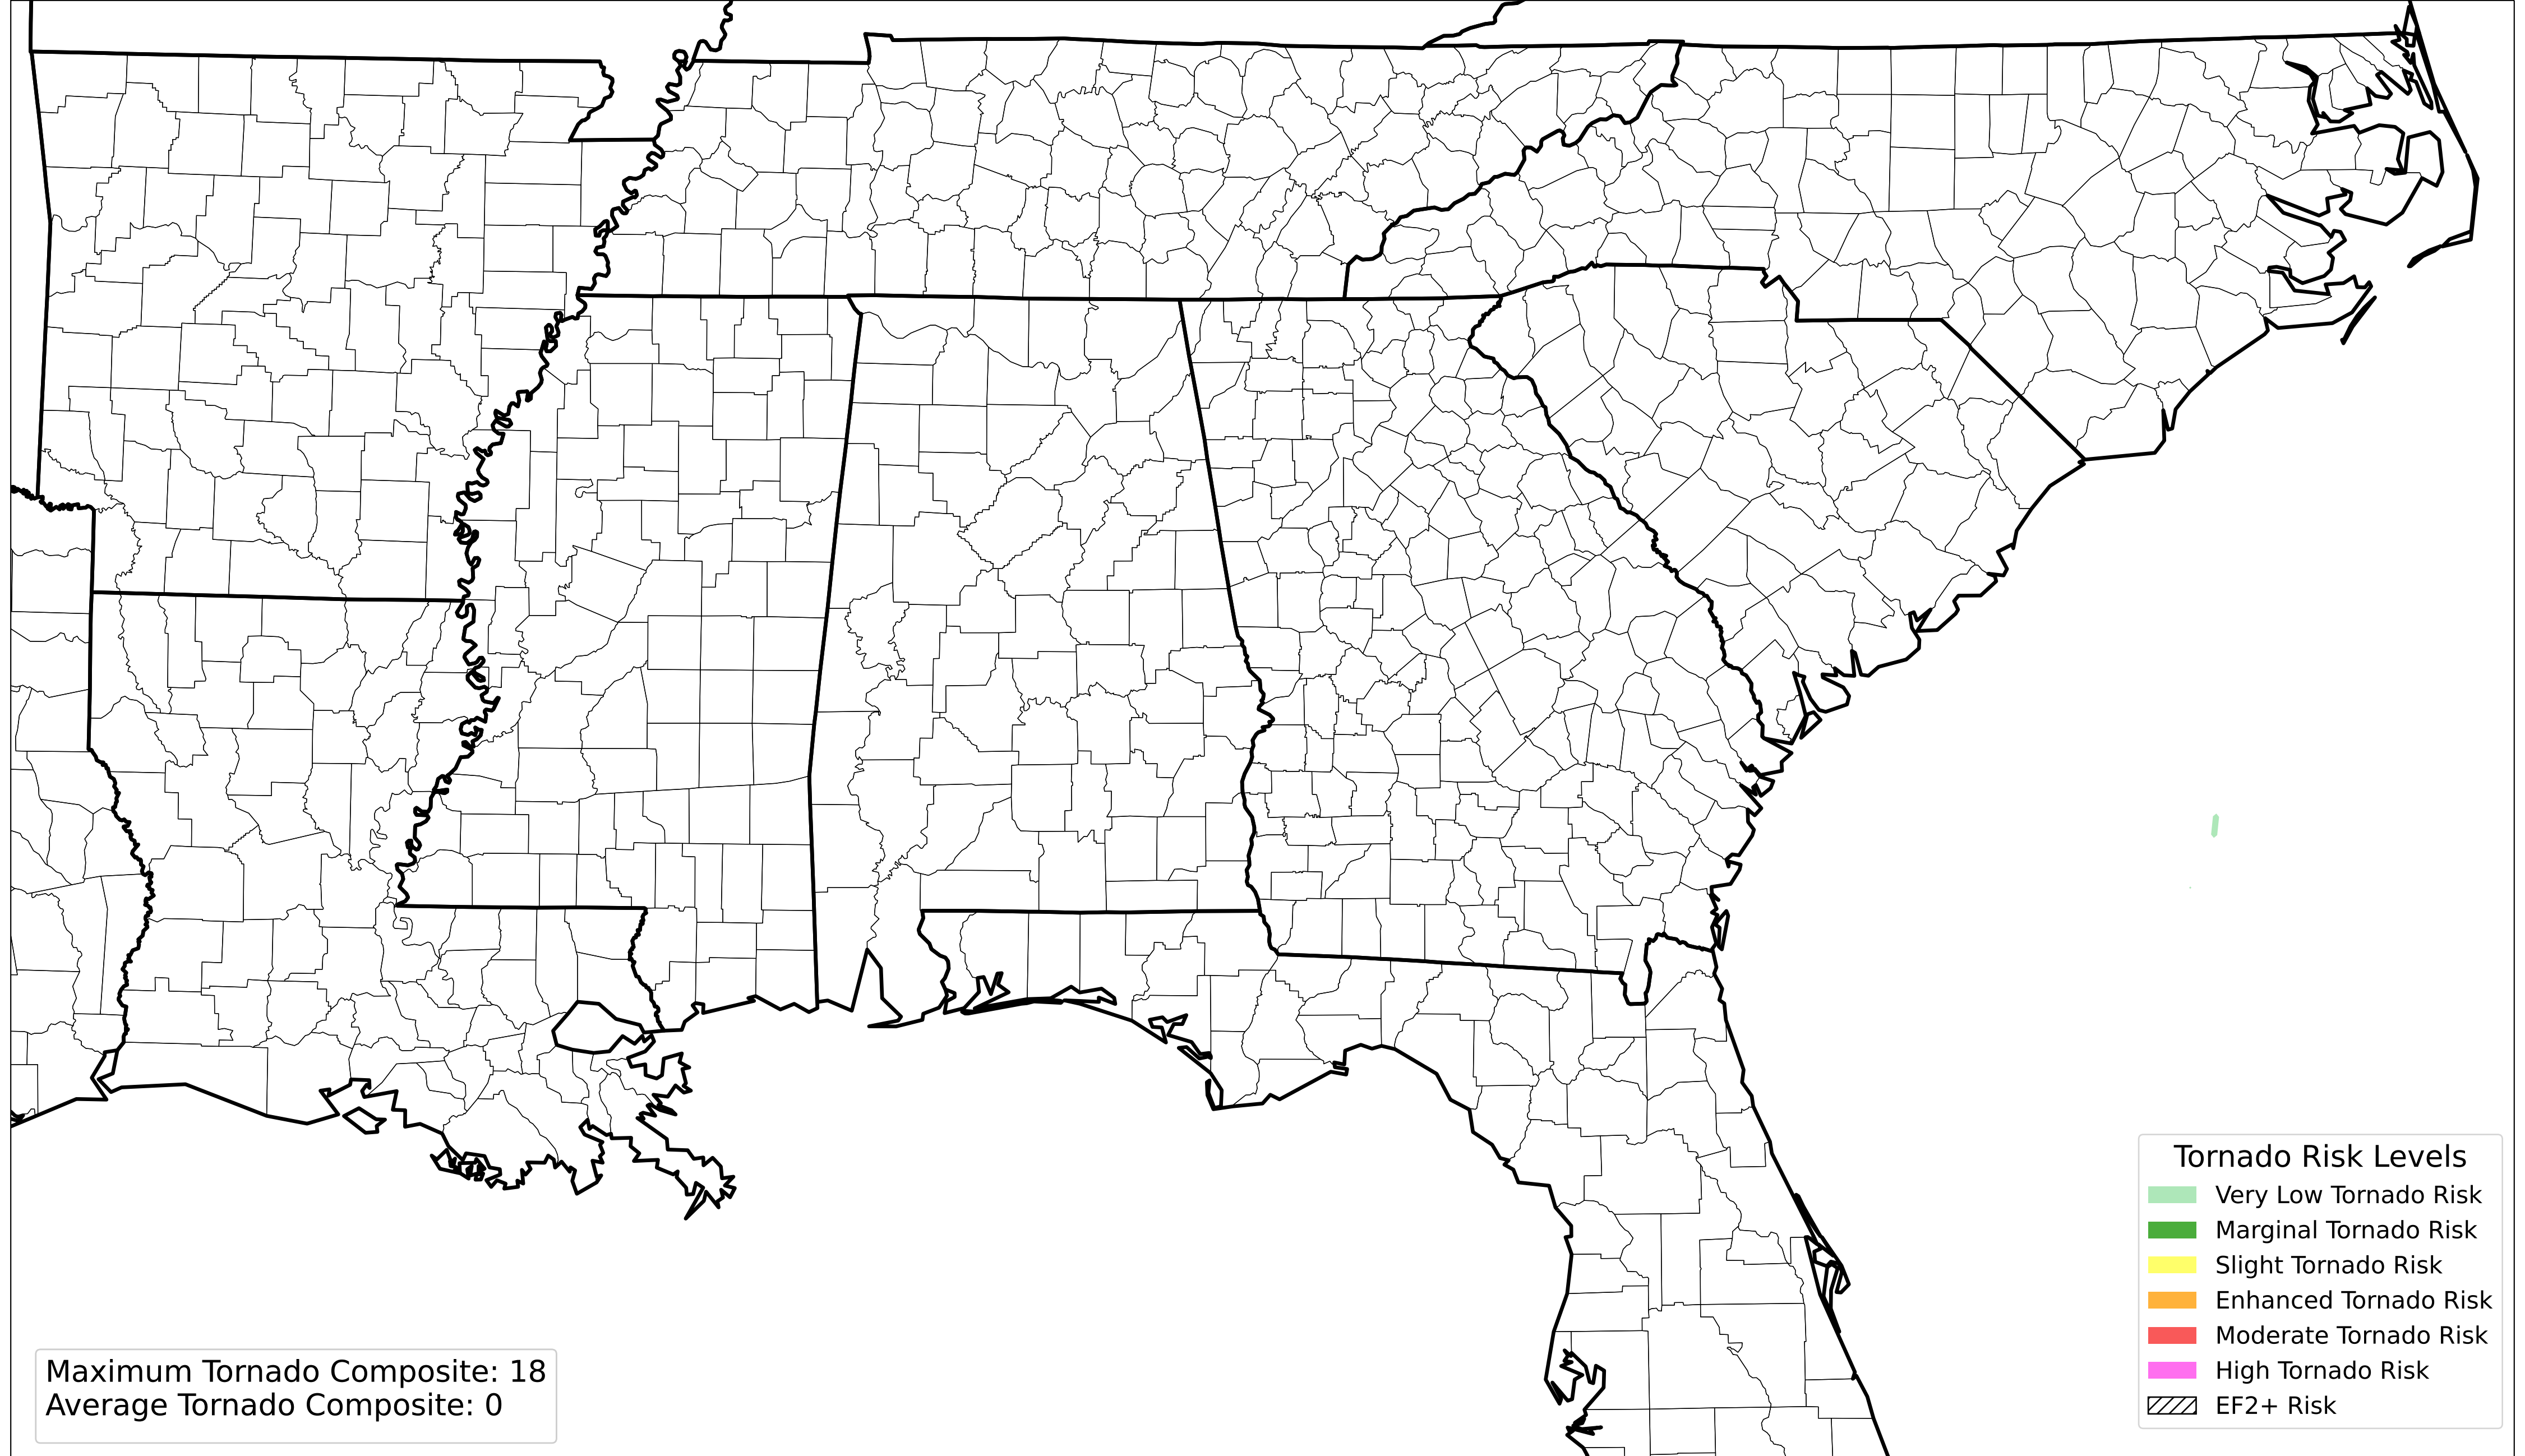 Tornado Risk Levels
Very Low Tornado Risk
Marginal Tornado Risk
Slight Tornado Risk
Enhanced Tornado Risk
Moderate Tornado Risk
High Tornado Risk
EF2+ Risk
Maximum Tornado Composite: 18
Average Tornado Composite: 0